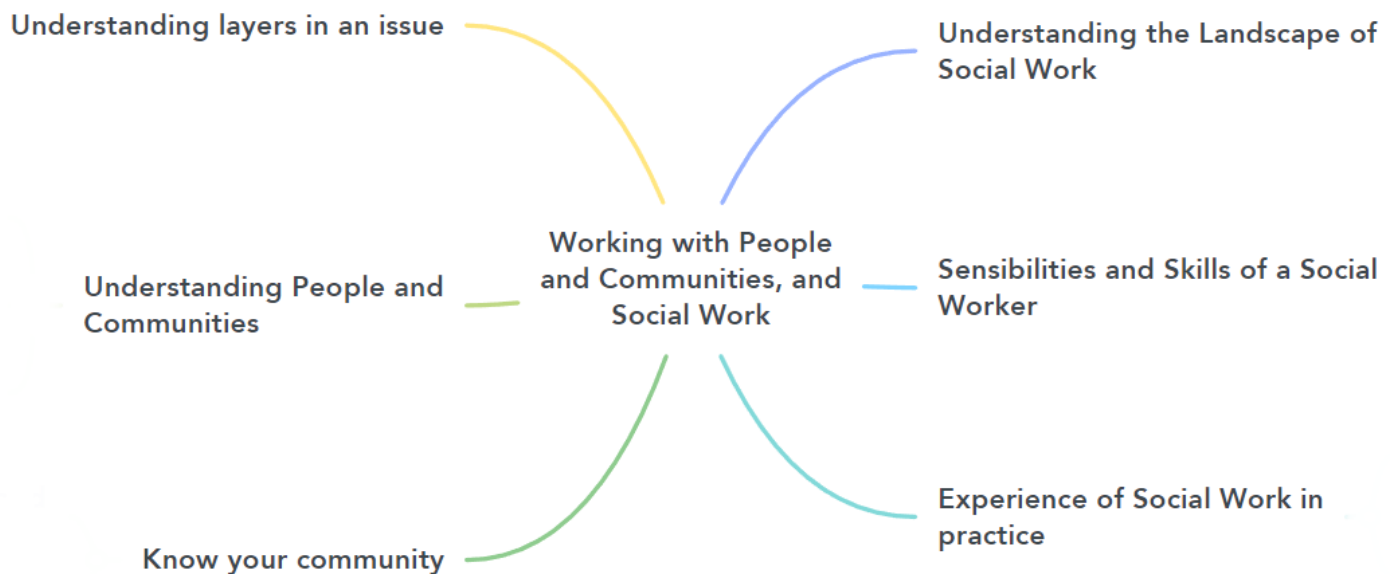 Understanding layers in an issue
Understanding the Landscape of
Social Work
Working with People
and Communities, and
Social Work
Understanding People and
Communities
Sensibilities and Skills of a Social
Worker
Know your community
Experience of Social Work in
practice